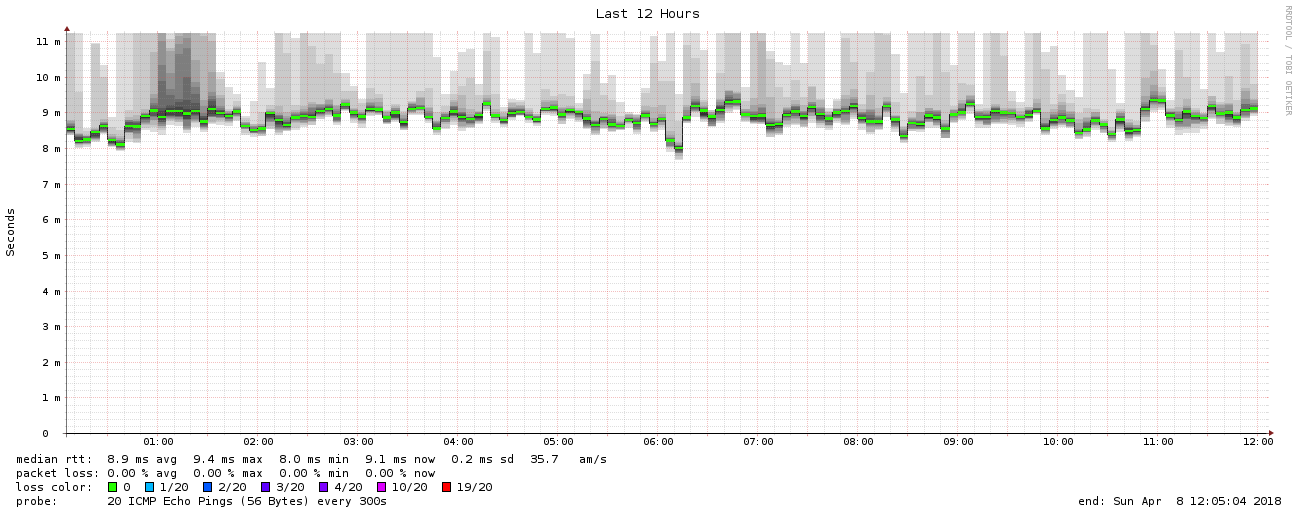 Last 12 Hours
RRDTOOL / TOBI OETIKER
Seconds
11 m
10 m
9 m
8 m
7 m
6 m
5 m
4 m
3 m
2 m
1 m
0
01:00 02:00 03:00 04:00 05:00 06:00 07:00 08:00 09:00 10:00 11:00 12:00
median rtt: 8.9 ms avg 9.4 ms max 8.0 ms min 9.1 ms now 0.2 ms sd 35.7 am/s
packet loss: 0.00 % avg 0.00 % max 0.00 % min 0.00 % now
loss color: 0 1/20 2/20 3/20 4/20 10/20 19/20
probe: 20 ICMP Echo Pings (56 Bytes) every 300s end: Sun Apr 8 12:05:04 2018